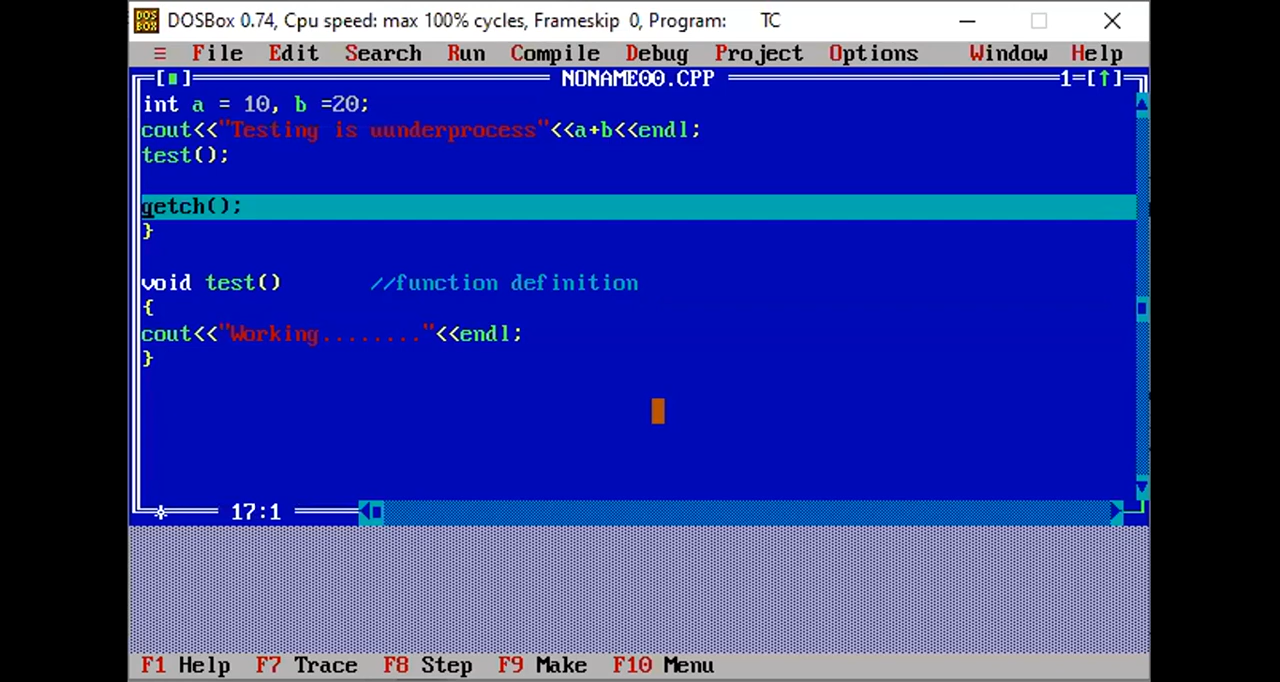 DOSBox 0.74, Cpu speed: max 100% cycles, Frameskip 0, Program: TC
≡ File Edit Search Run Compile Debug Project Options Window Help
[■] NONAME00.CPP 1=[↑]
int a = 10, b =20;
cout<<"Testing is uunderprocess"<<a+b<<endl;
test();
getch();
}
void test() //function definition
{
cout<<"Working........"<<endl;
}
17:1
F1 Help F7 Trace F8 Step F9 Make F10 Menu